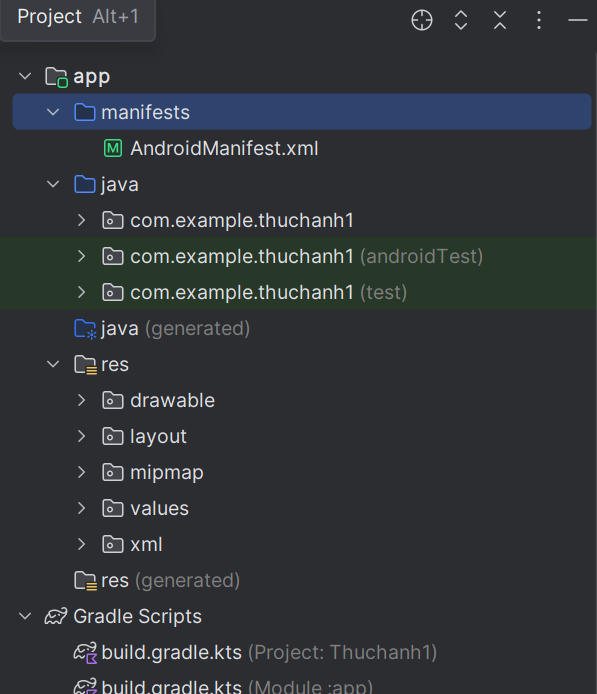 Project Alt+1
app
manifests
M AndroidManifest.xml
java
com.example.thuchanh1
com.example.thuchanh1 (androidTest)
com.example.thuchanh1 (test)
java (generated)
res
drawable
layout
mipmap
values
xml
res (generated)
Gradle Scripts
build.gradle.kts (Project: Thuchanh1)
build.gradle.kts (Module :app)